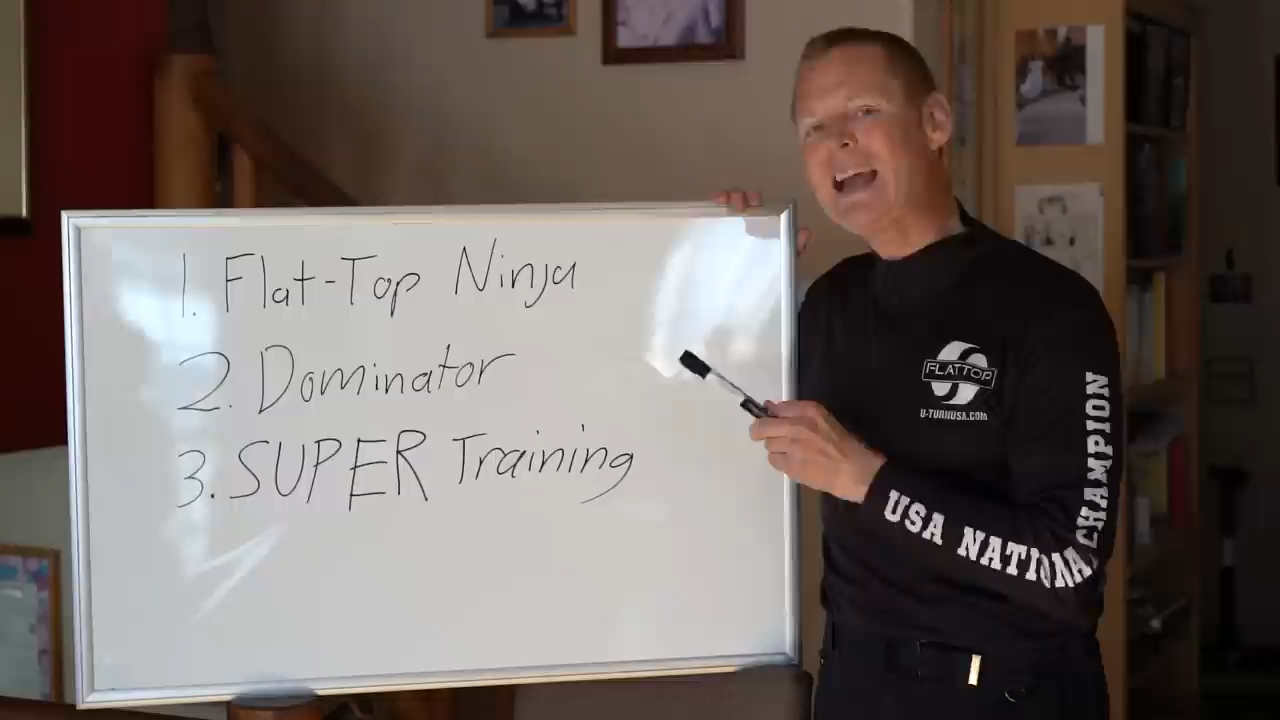 1. Flat-Top Ninja
2. Dominator
3. SUPER Training
FLATTOP
U-TURNUSA.COM
USA NATIONAL CHAMPION